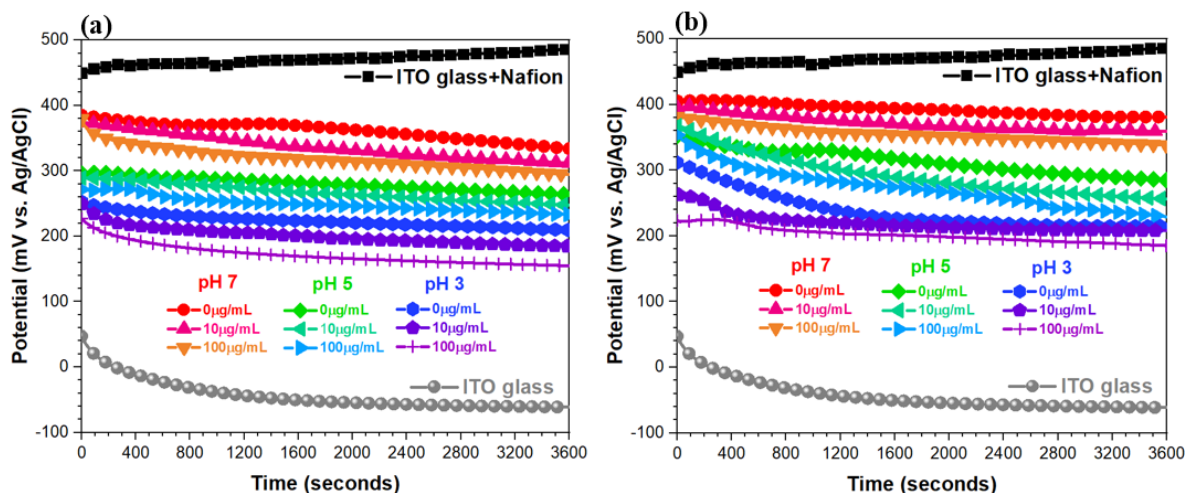 (a)
500
400
300
200
100
0
-100
Potential (mV vs. Ag/AgCl)
ITO glass+Nafion
pH 7 pH 5 pH 3
0µg/mL 0µg/mL 0µg/mL
10µg/mL 10µg/mL 10µg/mL
100µg/mL 100µg/mL 100µg/mL
ITO glass
0 400 800 1200 1600 2000 2400 2800 3200 3600
Time (seconds)
(b)
500
400
300
200
100
0
-100
Potential (mV vs. Ag/AgCl)
ITO glass+Nafion
pH 7 pH 5 pH 3
0µg/mL 0µg/mL 0µg/mL
10µg/mL 10µg/mL 10µg/mL
100µg/mL 100µg/mL 100µg/mL
ITO glass
0 400 800 1200 1600 2000 2400 2800 3200 3600
Time (seconds)